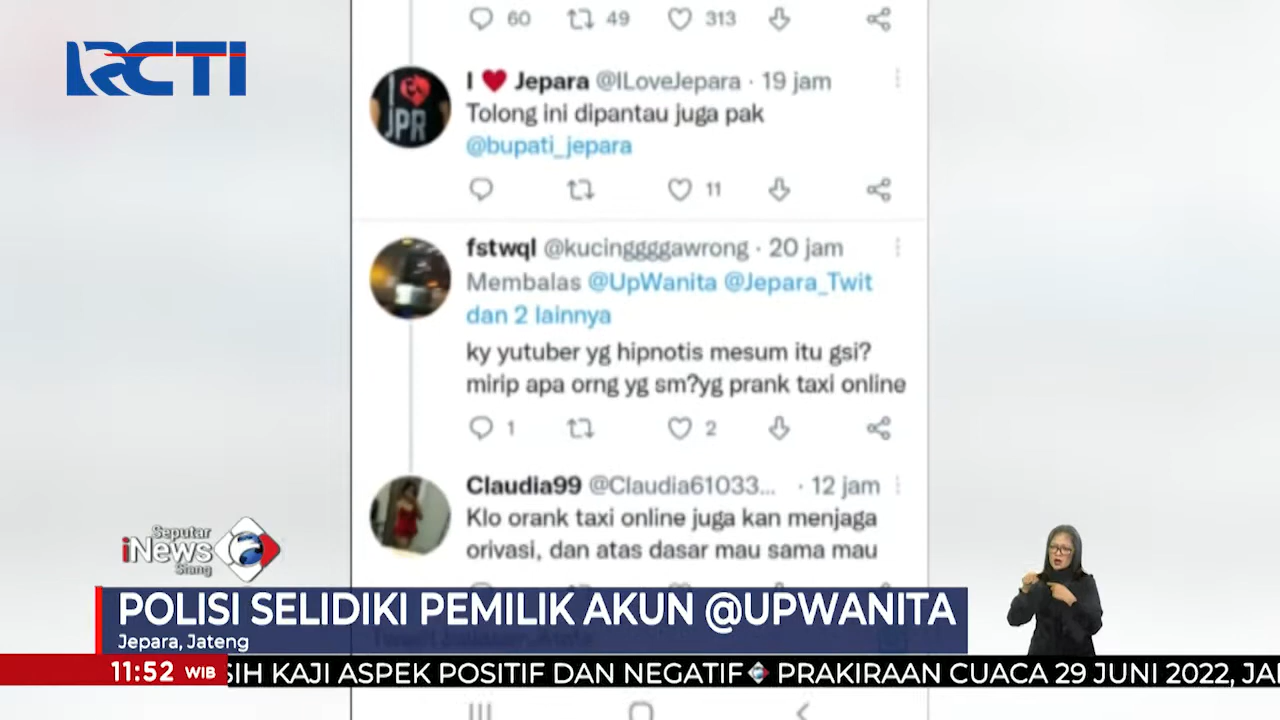 60 49 313
RCTI
I ❤ Jepara @ILoveJepara · 19 jam
Tolong ini dipantau juga pak
@bupati_jepara
11
fstwql @kucinggggawrong · 20 jam
Membalas @UpWanita @Jepara_Twit
dan 2 lainnya
ky yutuber yg hipnotis mesum itu gsi?
mirip apa orng yg sm?yg prank taxi online
1 2
Claudia99 @Claudia61033... · 12 jam
Klo orank taxi online juga kan menjaga
orivasi, dan atas dasar mau sama mau
Seputar
iNews
Siang
POLISI SELIDIKI PEMILIK AKUN @UPWANITA
Jepara, Jateng
11:52 WIB SIH KAJI ASPEK POSITIF DAN NEGATIF PRAKIRAAN CUACA 29 JUNI 2022, JA